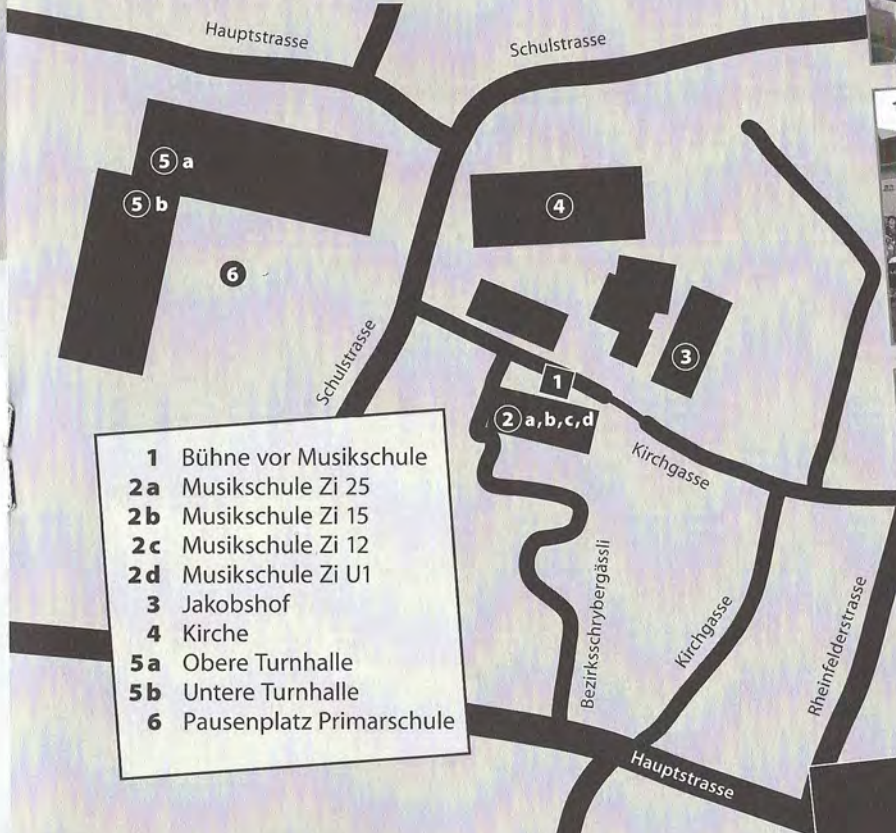 Hauptstrasse
Schulstrasse
5 a
5 b
4
6
Schulstrasse
3
1
2 a,b,c,d
Kirchgasse
1 Bühne vor Musikschule
2a Musikschule Zi 25
2b Musikschule Zi 15
2c Musikschule Zi 12
2d Musikschule Zi U1
3 Jakobshof
4 Kirche
5a Obere Turnhalle
5b Untere Turnhalle
6 Pausenplatz Primarschule
Bezirksschrybergässli
Kirchgasse
Rheinfelderstrasse
Hauptstrasse